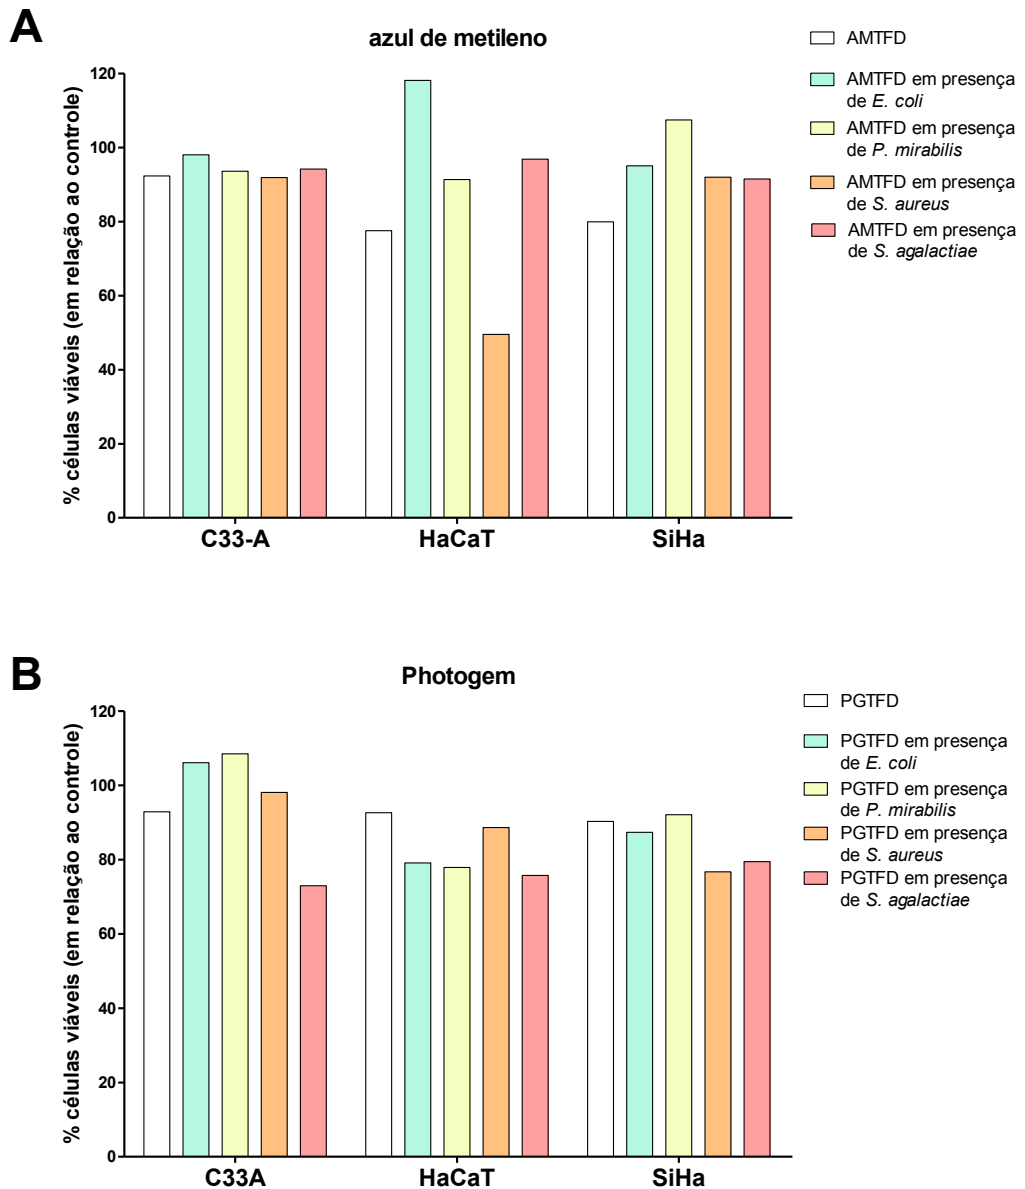 A
azul de metileno
% células viáveis (em relação ao controle)
120
100
80
60
40
20
0
C33-A
HaCaT
SiHa
AMTFD
AMTFD em presença
de E. coli
AMTFD em presença
de P. mirabilis
AMTFD em presença
de S. aureus
AMTFD em presença
de S. agalactiae
B
Photogem
% células viáveis (em relação ao controle)
120
100
80
60
40
20
0
C33A
HaCaT
SiHa
PGTFD
PGTFD em presença
de E. coli
PGTFD em presença
de P. mirabilis
PGTFD em presença
de S. aureus
PGTFD em presença
de S. agalactiae